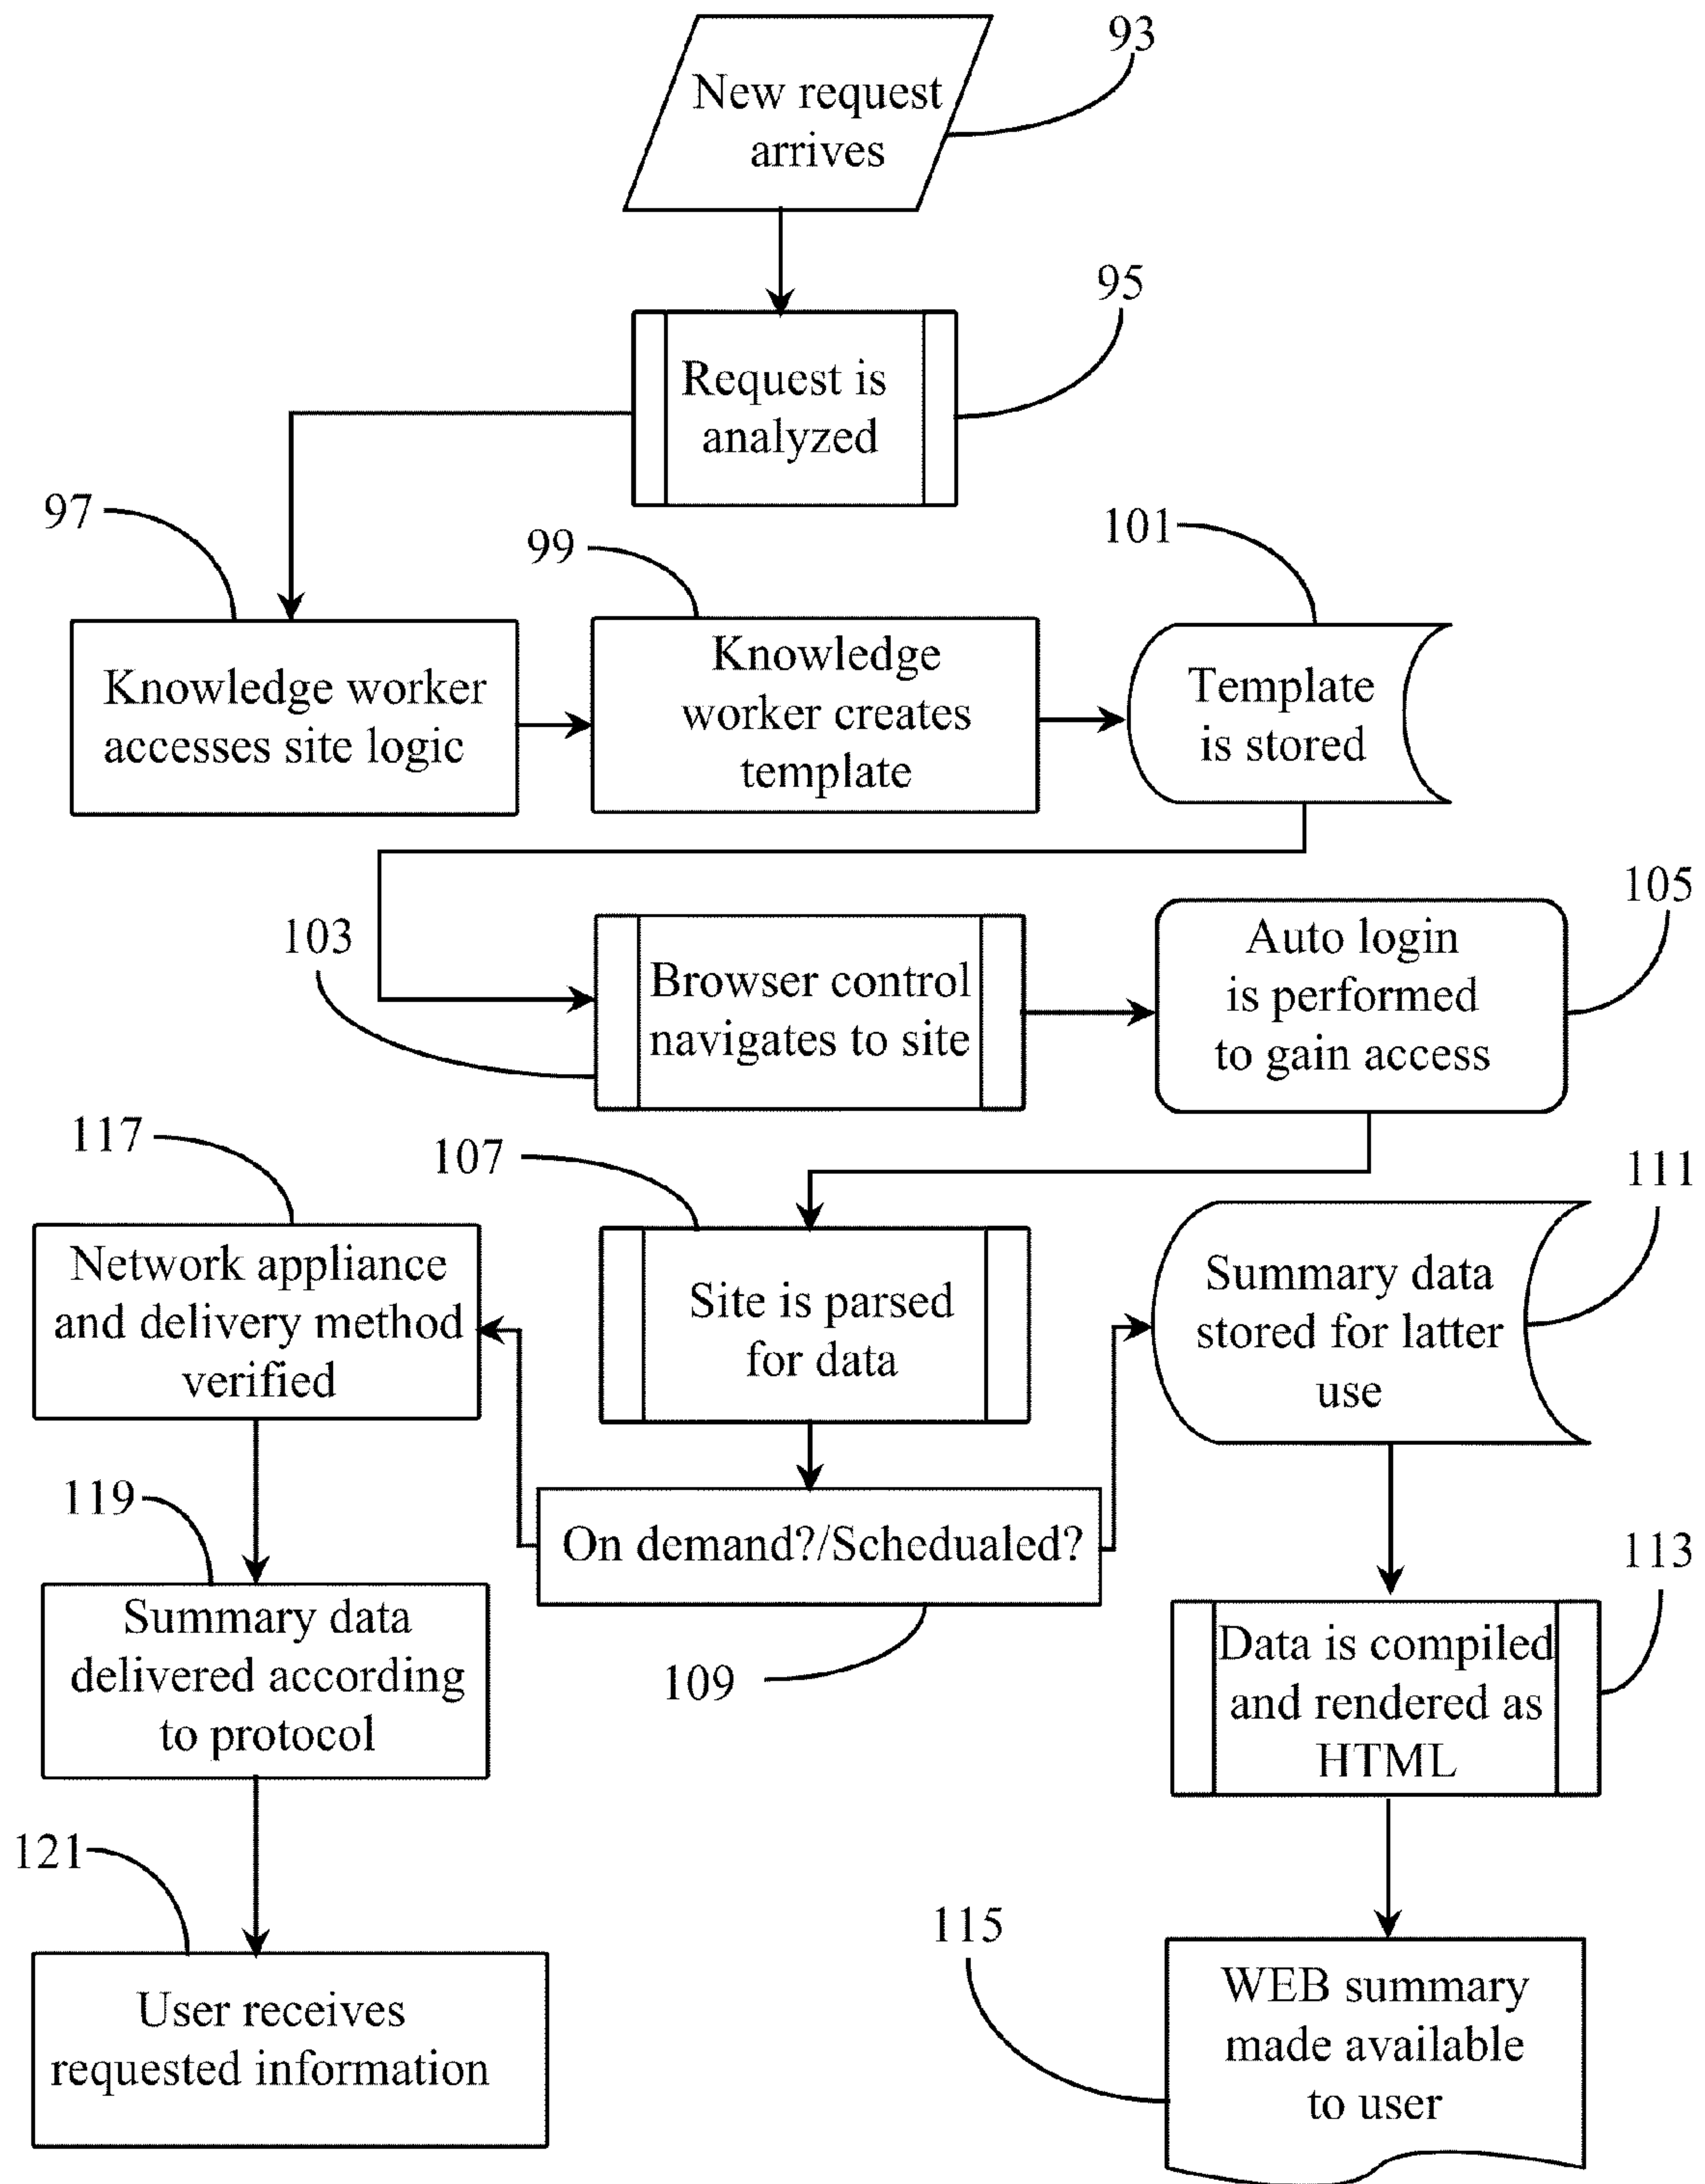 93
New request
arrives
95
Request is
analyzed
97
99
101
Knowledge worker
accesses site logic
Knowledge
worker creates
template
Template
is stored
103
105
Browser control
navigates to site
Auto login
is performed
to gain access
117
107
111
Network appliance
and delivery method
verified
Site is parsed
for data
Summary data
stored for latter
use
119
On demand?/Schedualed?
109
113
Summary data
delivered according
to protocol
Data is compiled
and rendered as
HTML
121
115
User receives
requested information
WEB summary
made available
to user